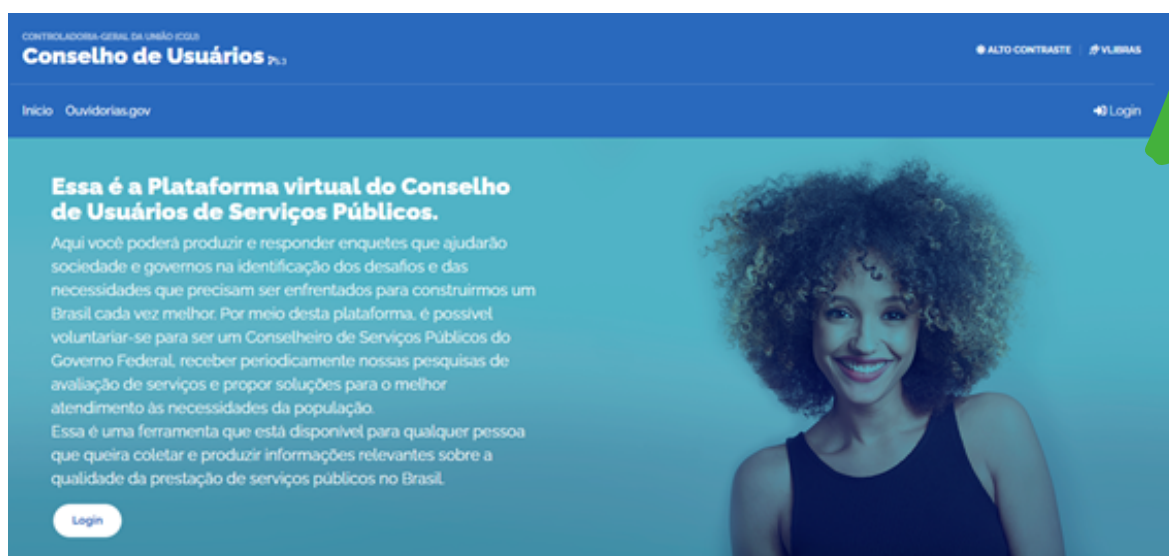 CONTROLADORIA-GERAL DA UNIÃO (CGU)
Conselho de Usuários
ALTO CONTRASTE
VLIBRAS
Início Ouvidorias.gov
Login
Essa é a Plataforma virtual do Conselho
de Usuários de Serviços Públicos.
Aqui você poderá produzir e responder enquetes que ajudarão
sociedade e governos na identificação dos desafios e das
necessidades que precisam ser enfrentados para construirmos um
Brasil cada vez melhor. Por meio desta plataforma, é possível
voluntariar-se para ser um Conselheiro de Serviços Públicos do
Governo Federal, receber periodicamente nossas pesquisas de
avaliação de serviços e propor soluções para o melhor
atendimento às necessidades da população.
Essa é uma ferramenta que está disponível para qualquer pessoa
que queira coletar e produzir informações relevantes sobre a
qualidade da prestação de serviços públicos no Brasil.
Login